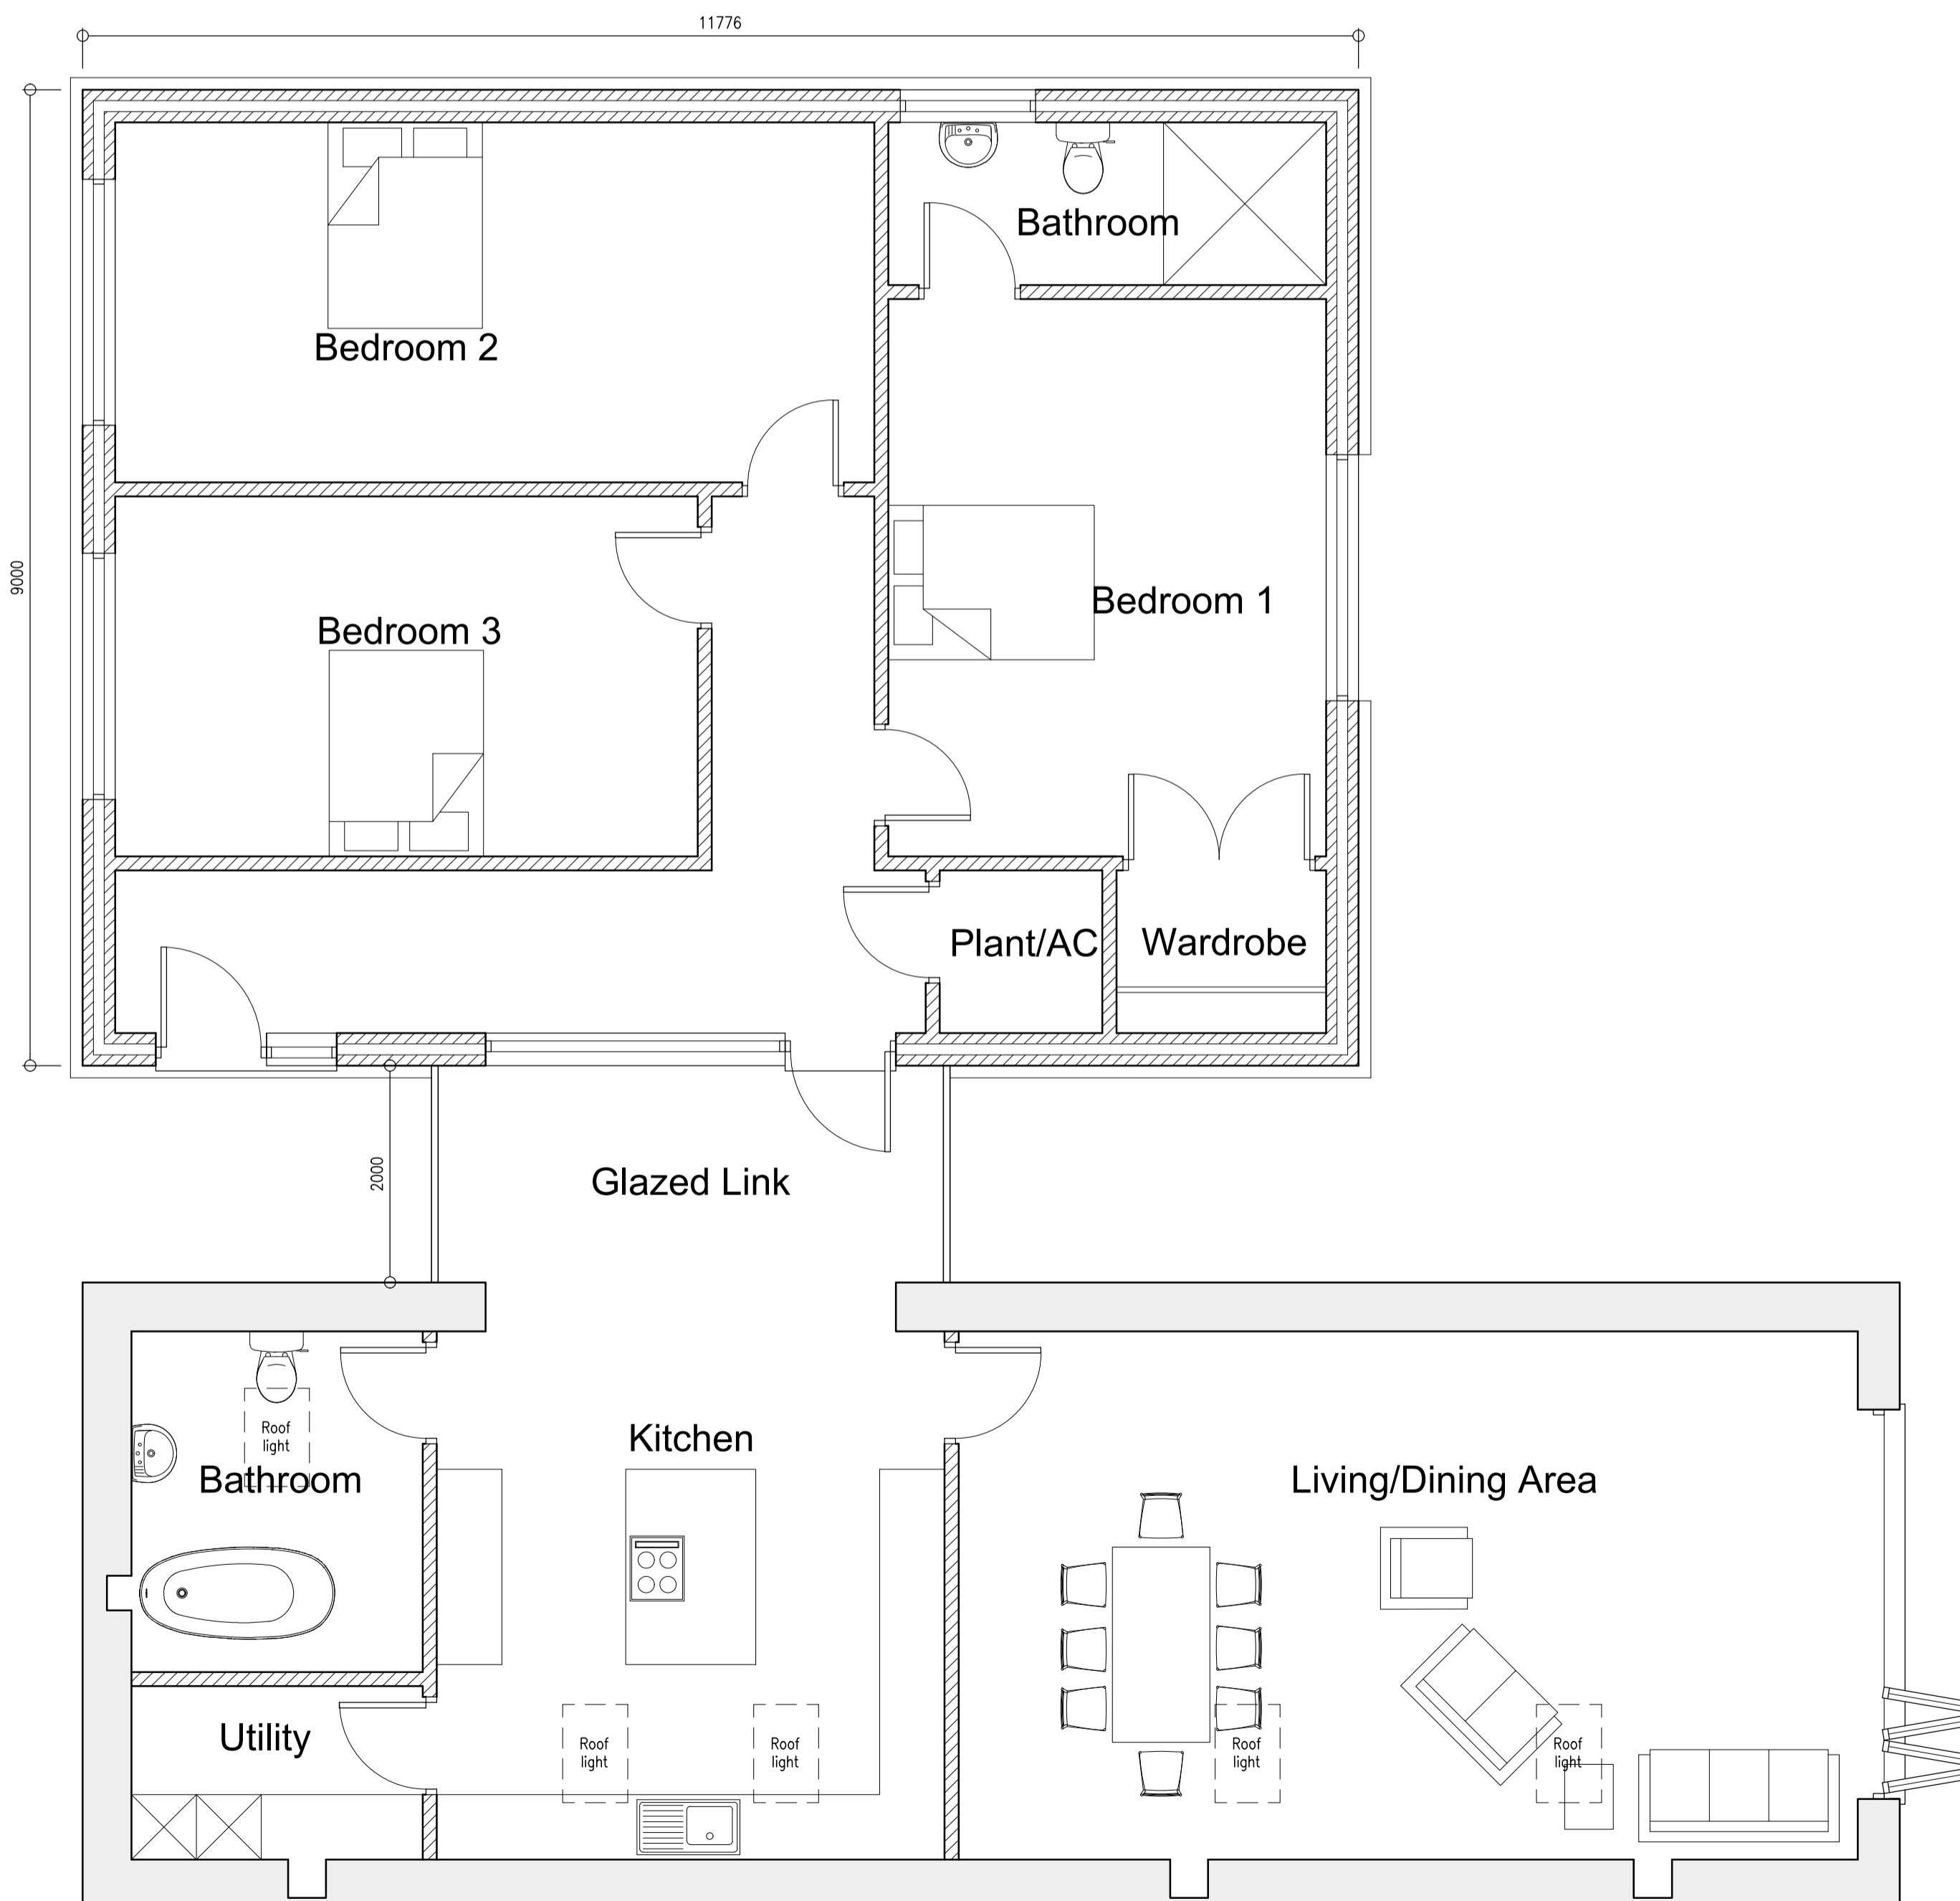 11776
Bathroom
Bedroom 2
9000
Bedroom 1
Bedroom 3
Plant/AC
Wardrobe
2000
Glazed Link
Roof
light
Kitchen
Bathroom
Living/Dining Area
Utility
Roof
light
Roof
light
Roof
light
Roof
light